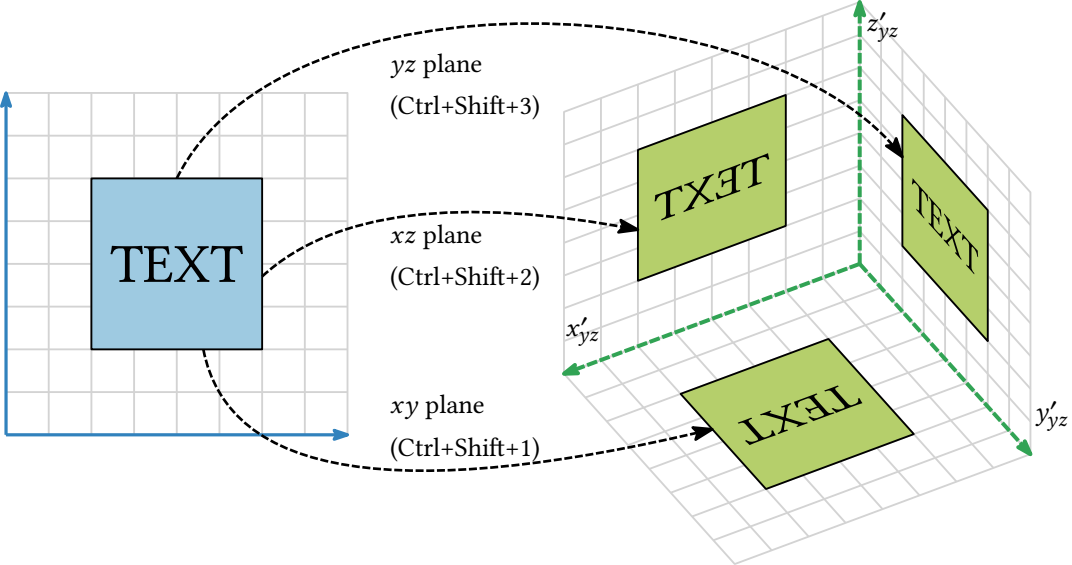 yz plane
(Ctrl+Shift+3)
TEXT
xz plane
(Ctrl+Shift+2)
xy plane
(Ctrl+Shift+1)
z′yz
TEXT
TEXT
x′yz
TEXT
y′yz